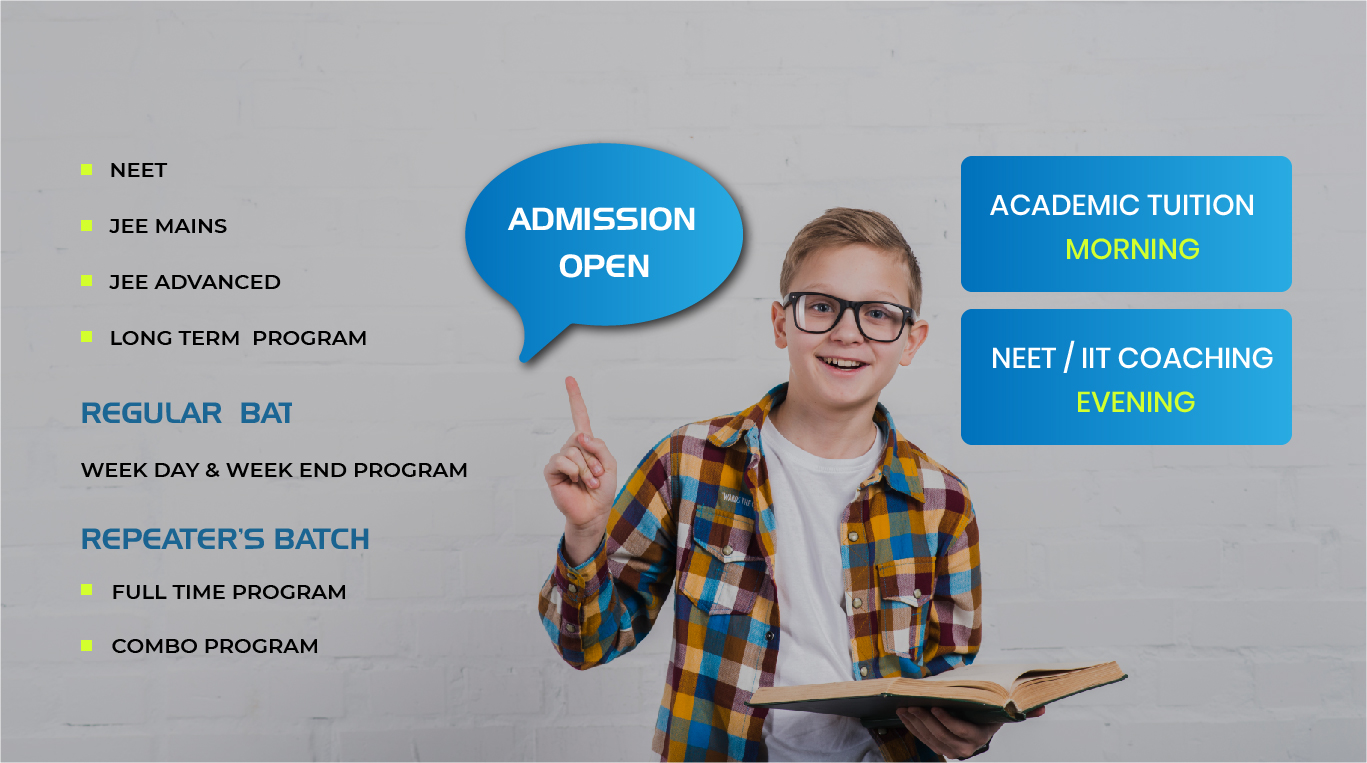 NEET
JEE MAINS
JEE ADVANCED
LONG TERM PROGRAM
REGULAR BAT
WEEK DAY & WEEK END PROGRAM
REPEATER'S BATCH
FULL TIME PROGRAM
COMBO PROGRAM
ADMISSION
OPEN
ACADEMIC TUITION
MORNING
NEET / IIT COACHING
EVENING